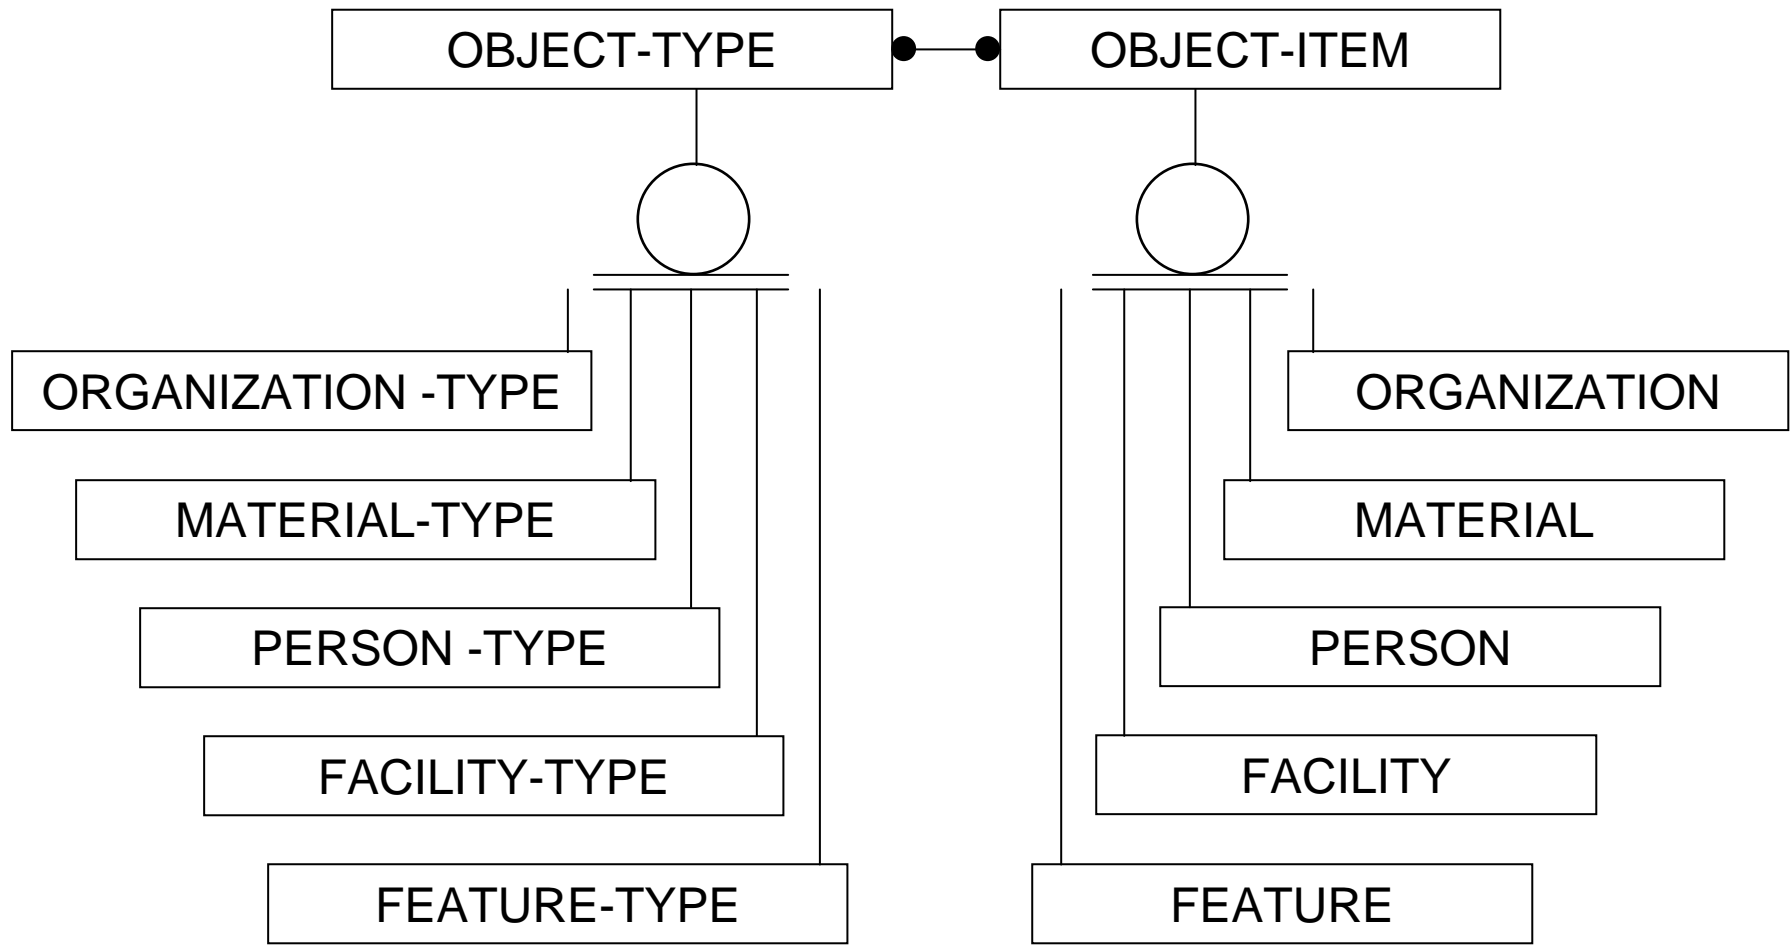 OBJECT-TYPE
OBJECT-ITEM
ORGANIZATION -TYPE
ORGANIZATION
MATERIAL-TYPE
MATERIAL
PERSON -TYPE
PERSON
FACILITY-TYPE
FACILITY
FEATURE-TYPE
FEATURE